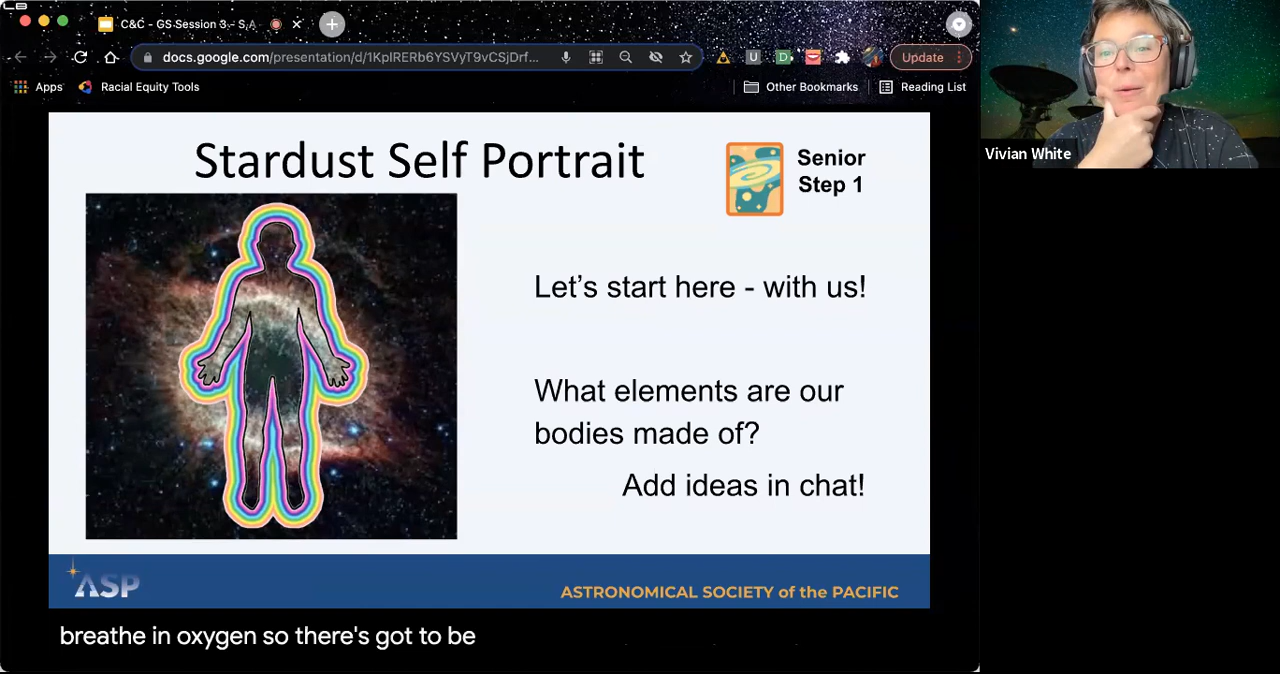 C&C - GS Session 3 - S,A
docs.google.com/presentation/d/1KpIRERb6YSVyT9vCSjDrf...
Update
Apps
Racial Equity Tools
Other Bookmarks
Reading List
Vivian White
Stardust Self Portrait
Senior
Step 1
Let's start here - with us!
What elements are our
bodies made of?
Add ideas in chat!
ASP
ASTRONOMICAL SOCIETY of the PACIFIC
breathe in oxygen so there's got to be